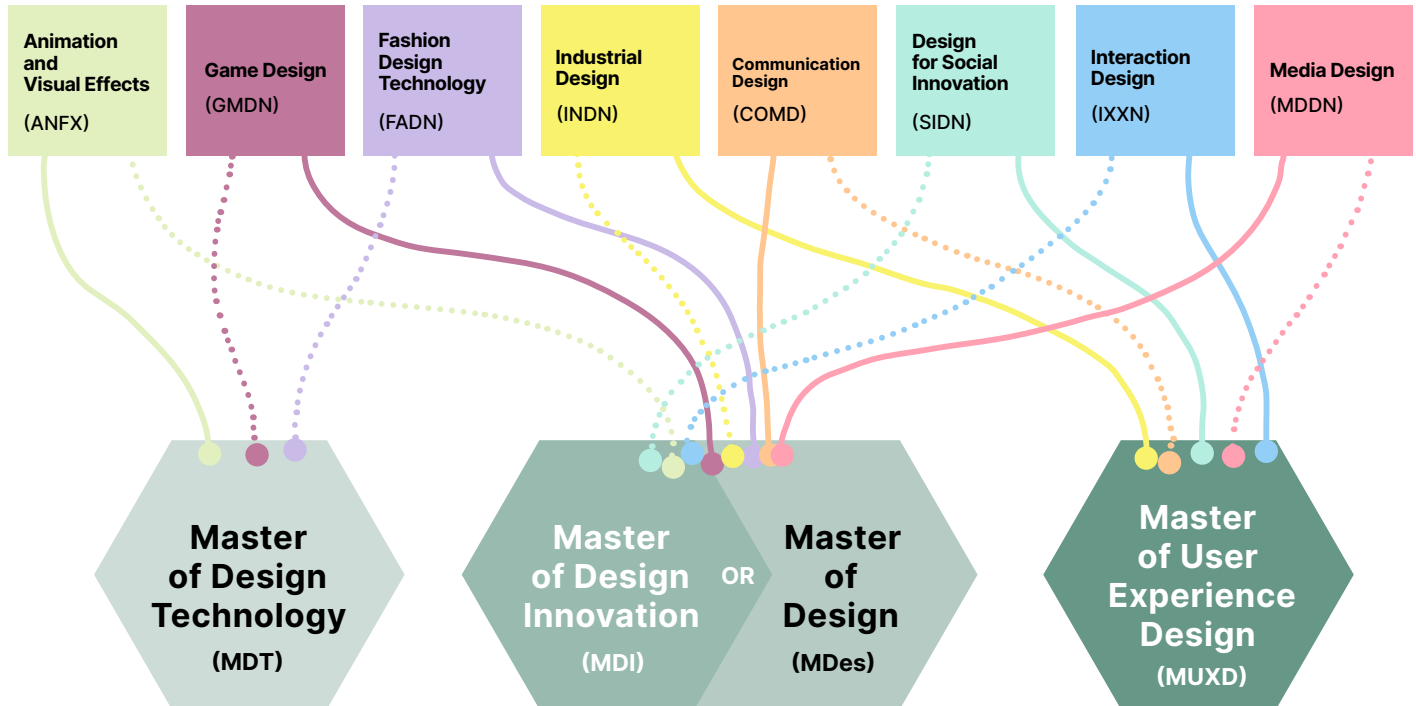 Animation
and
Visual Effects
(ANFX)
Game Design
(GMDN)
Fashion
Design
Technology
(FADN)
Industrial
Design
(INDN)
Communication
Design
(COMD)
Design
for Social
Innovation
(SIDN)
Interaction
Design
(IXXN)
Media Design
(MDDN)
Master
of Design
Technology
(MDT)
Master
of Design
Innovation
(MDI)
OR
Master
of
Design
(MDes)
Master
of User
Experience
Design
(MUXD)